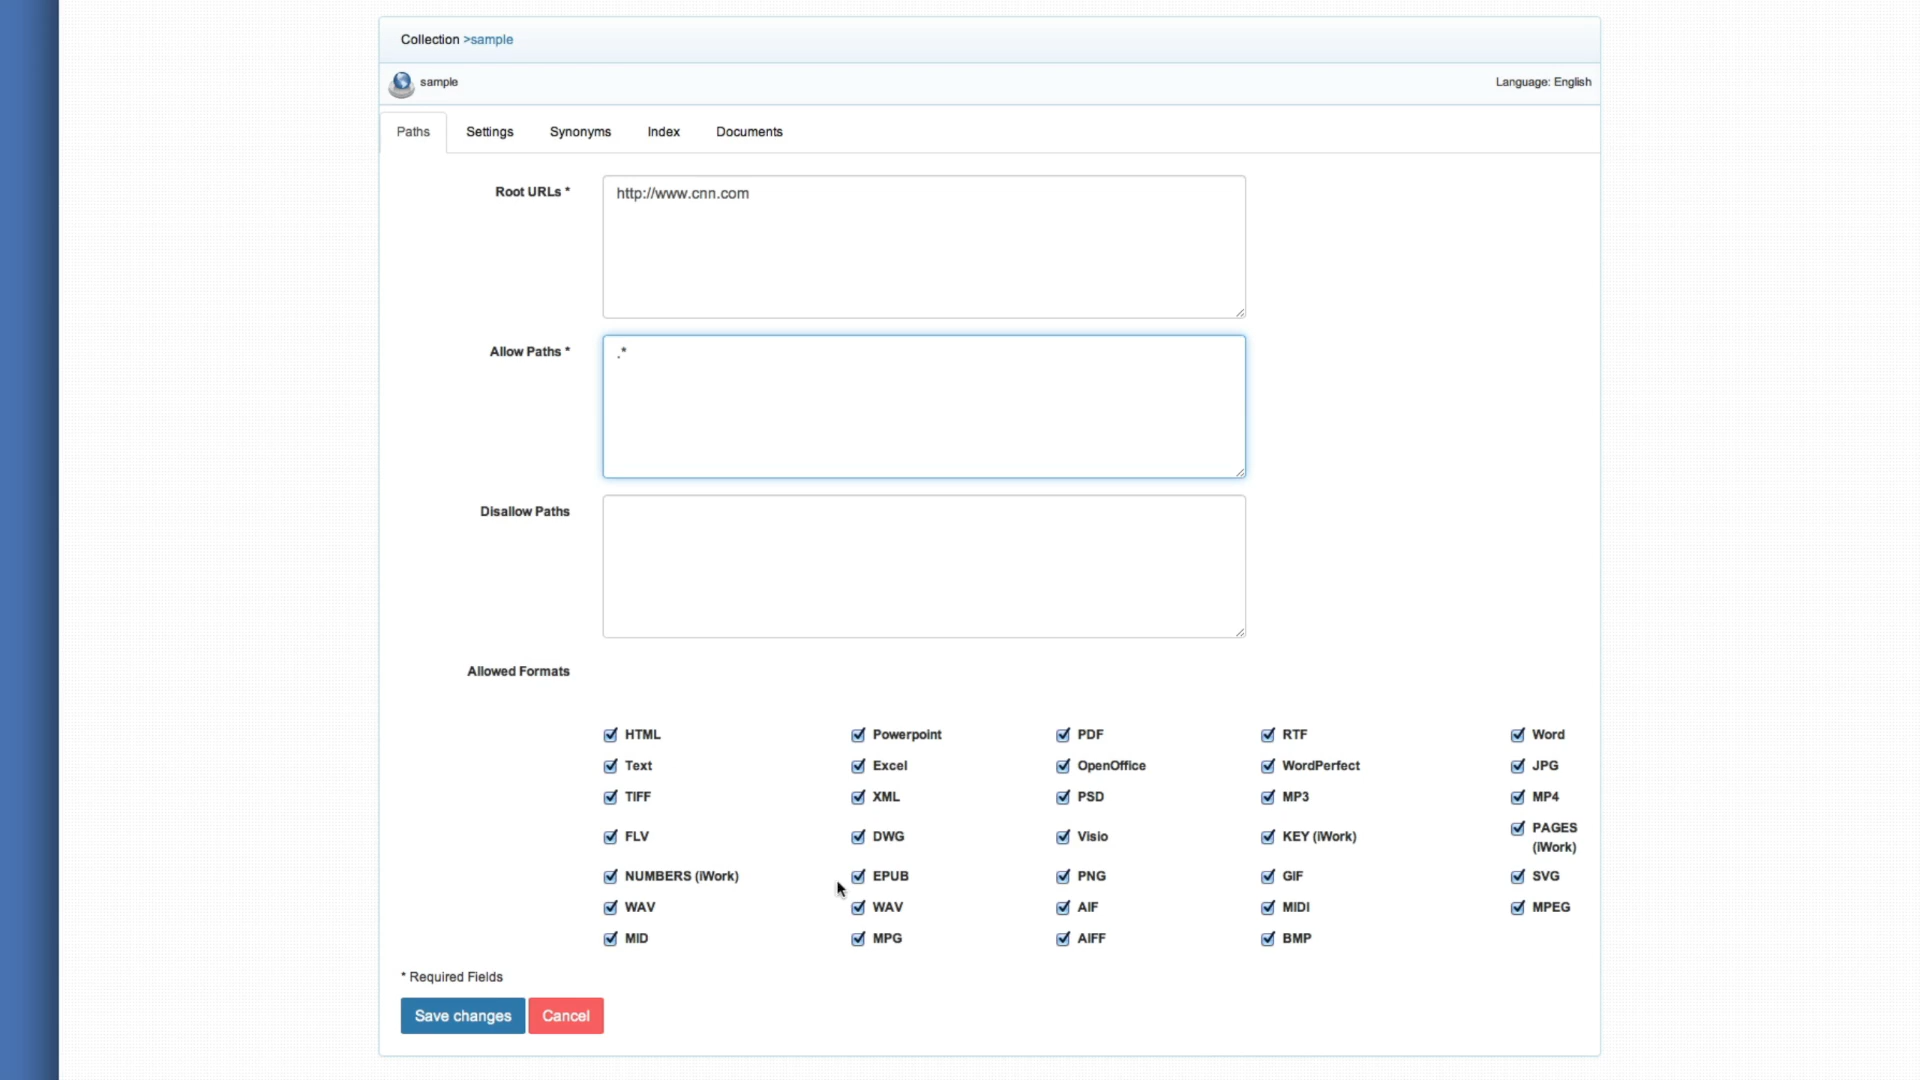 Collection >sample
sample
Language: English
Paths Settings Synonyms Index Documents
Root URLs *
http://www.cnn.com
Allow Paths *
.*
Disallow Paths
Allowed Formats
HTML Powerpoint PDF RTF Word
Text Excel OpenOffice WordPerfect JPG
TIFF XML PSD MP3 MP4
FLV DWG Visio KEY (iWork) PAGES
(iWork)
NUMBERS (iWork) EPUB PNG GIF SVG
WAV WAV AIF MIDI MPEG
MID MPG AIFF BMP
* Required Fields
Save changes Cancel